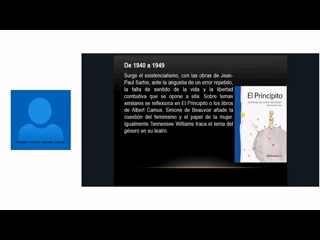 De 1940 a 1949
Surge el existencialismo, con las obras de Jean-
Paul Sartre, ante la angustia de un error repetido,
la falta de sentido de la vida y la libertad
combativa que se opone a ella. Sobre temas
similares se reflexiona en El Principito o los libros
de Albert Camus. Simone de Beauvoir añade la
cuestión del feminismo y el papel de la mujer.
Igualmente Tennessee Williams traca el tema del
género en su teatro
El Principito